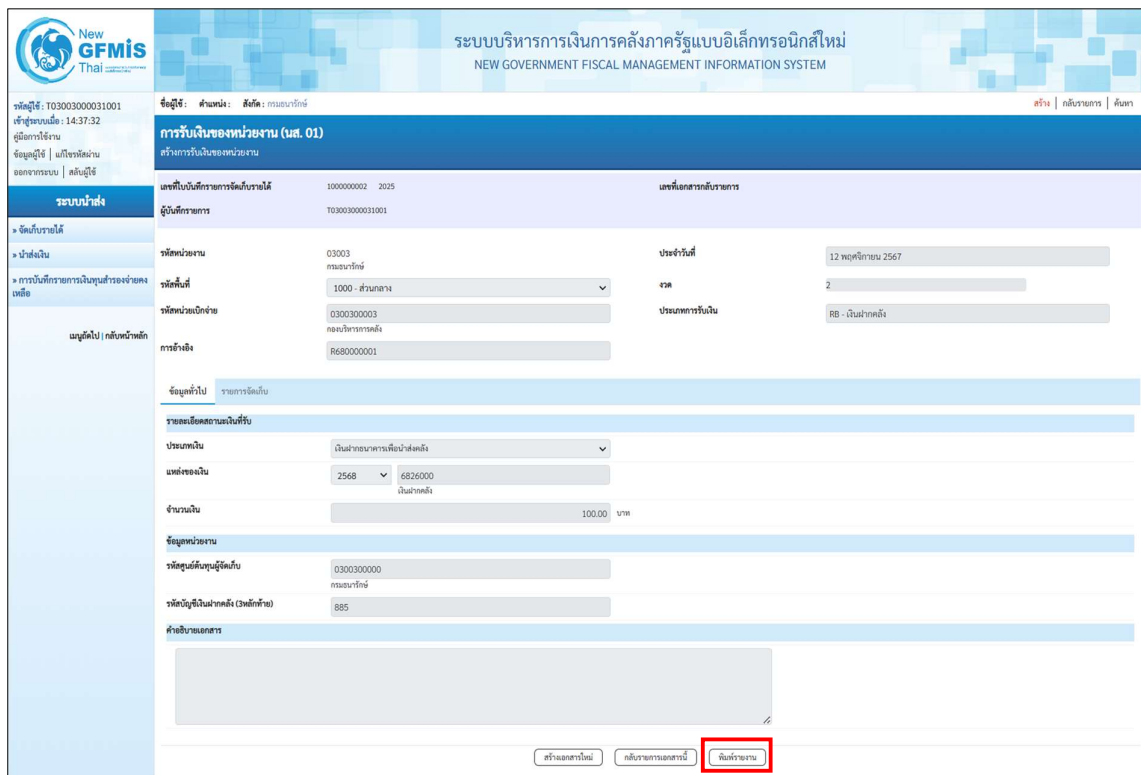 New
GFMIS
Thai
ระบบบริหารการเงินการคลังภาครัฐแบบอิเล็กทรอนิกส์ใหม่
NEW GOVERNMENT FISCAL MANAGEMENT INFORMATION SYSTEM
รหัสผู้ใช้ : T03003000031001
เข้าสู่ระบบเมื่อ : 14:37:32
คู่มือการใช้งาน
ข้อมูลผู้ใช้ | แก้ไขรหัสผ่าน
ออกจากระบบ | สลับผู้ใช้
ระบบนำส่ง
» จัดเก็บรายได้
» นำส่งเงิน
» การบันทึกรายการเงินทุนสำรองจ่ายคงเหลือ
เมนูถัดไป | กลับหน้าหลัก
ชื่อผู้ใช้ : ตำแหน่ง : สังกัด : กรมธนารักษ์
สร้าง | กลับรายการ | ค้นหา
การรับเงินของหน่วยงาน (นส. 01)
สร้างการรับเงินของหน่วยงาน
เลขที่ใบบันทึกรายการจัดเก็บรายได้ 1000000002 2025 เลขที่เอกสารกลับรายการ
ผู้บันทึกรายการ T03003000031001
รหัสหน่วยงาน 03003 ประจำวันที่ 12 พฤศจิกายน 2567
กรมธนารักษ์
รหัสพื้นที่ 1000 - ส่วนกลาง งวด 2
รหัสหน่วยเบิกจ่าย 0300300003 ประเภทการรับเงิน RB - เงินฝากคลัง
กองบริหารการคลัง
การอ้างอิง R680000001
ข้อมูลทั่วไป รายการจัดเก็บ
รายละเอียดสถานะเงินที่รับ
ประเภทเงิน เงินฝากธนาคารเพื่อนำส่งคลัง
แหล่งของเงิน 2568 6826000
เงินฝากคลัง
จำนวนเงิน 100.00 บาท
ข้อมูลหน่วยงาน
รหัสศูนย์ต้นทุนผู้จัดเก็บ 0300300000
กรมธนารักษ์
รหัสบัญชีเงินฝากคลัง (3หลักท้าย) 885
คำอธิบายเอกสาร
สร้างเอกสารใหม่ กลับรายการเอกสารนี้ พิมพ์รายงาน